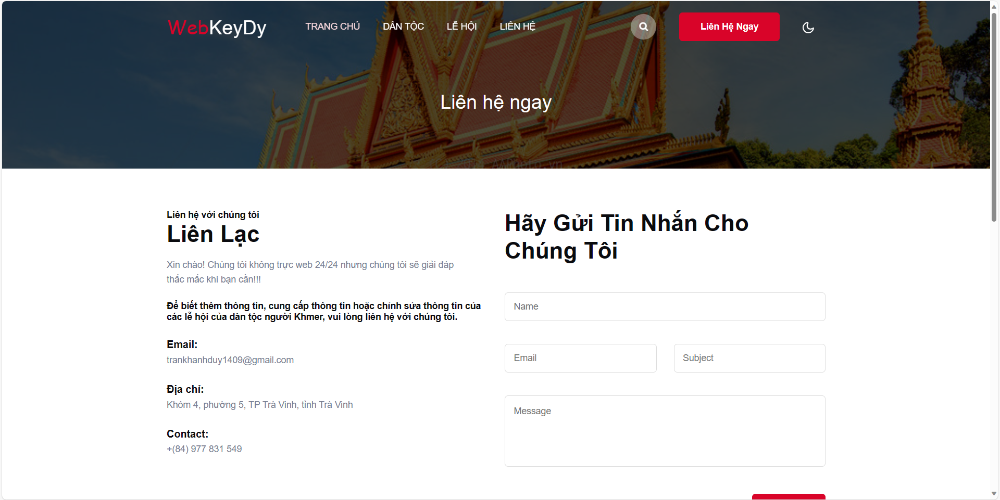 WebKeyDy
TRANG CHỦ
DÂN TỘC
LỄ HỘI
LIÊN HỆ
Liên Hệ Ngay
Liên hệ ngay
Liên hệ với chúng tôi
Liên Lạc
Xin chào! Chúng tôi không trực web 24/24 nhưng chúng tôi sẽ giải đáp
thắc mắc khi bạn cần!!!
Để biết thêm thông tin, cung cấp thông tin hoặc chỉnh sửa thông tin của
các lễ hội của dân tộc người Khmer, vui lòng liên hệ với chúng tôi.
Email:
trankhanhduy1409@gmail.com
Địa chỉ:
Khóm 4, phường 5, TP Trà Vinh, tỉnh Trà Vinh
Contact:
+(84) 977 831 549
Hãy Gửi Tin Nhắn Cho
Chúng Tôi
Name
Email
Subject
Message